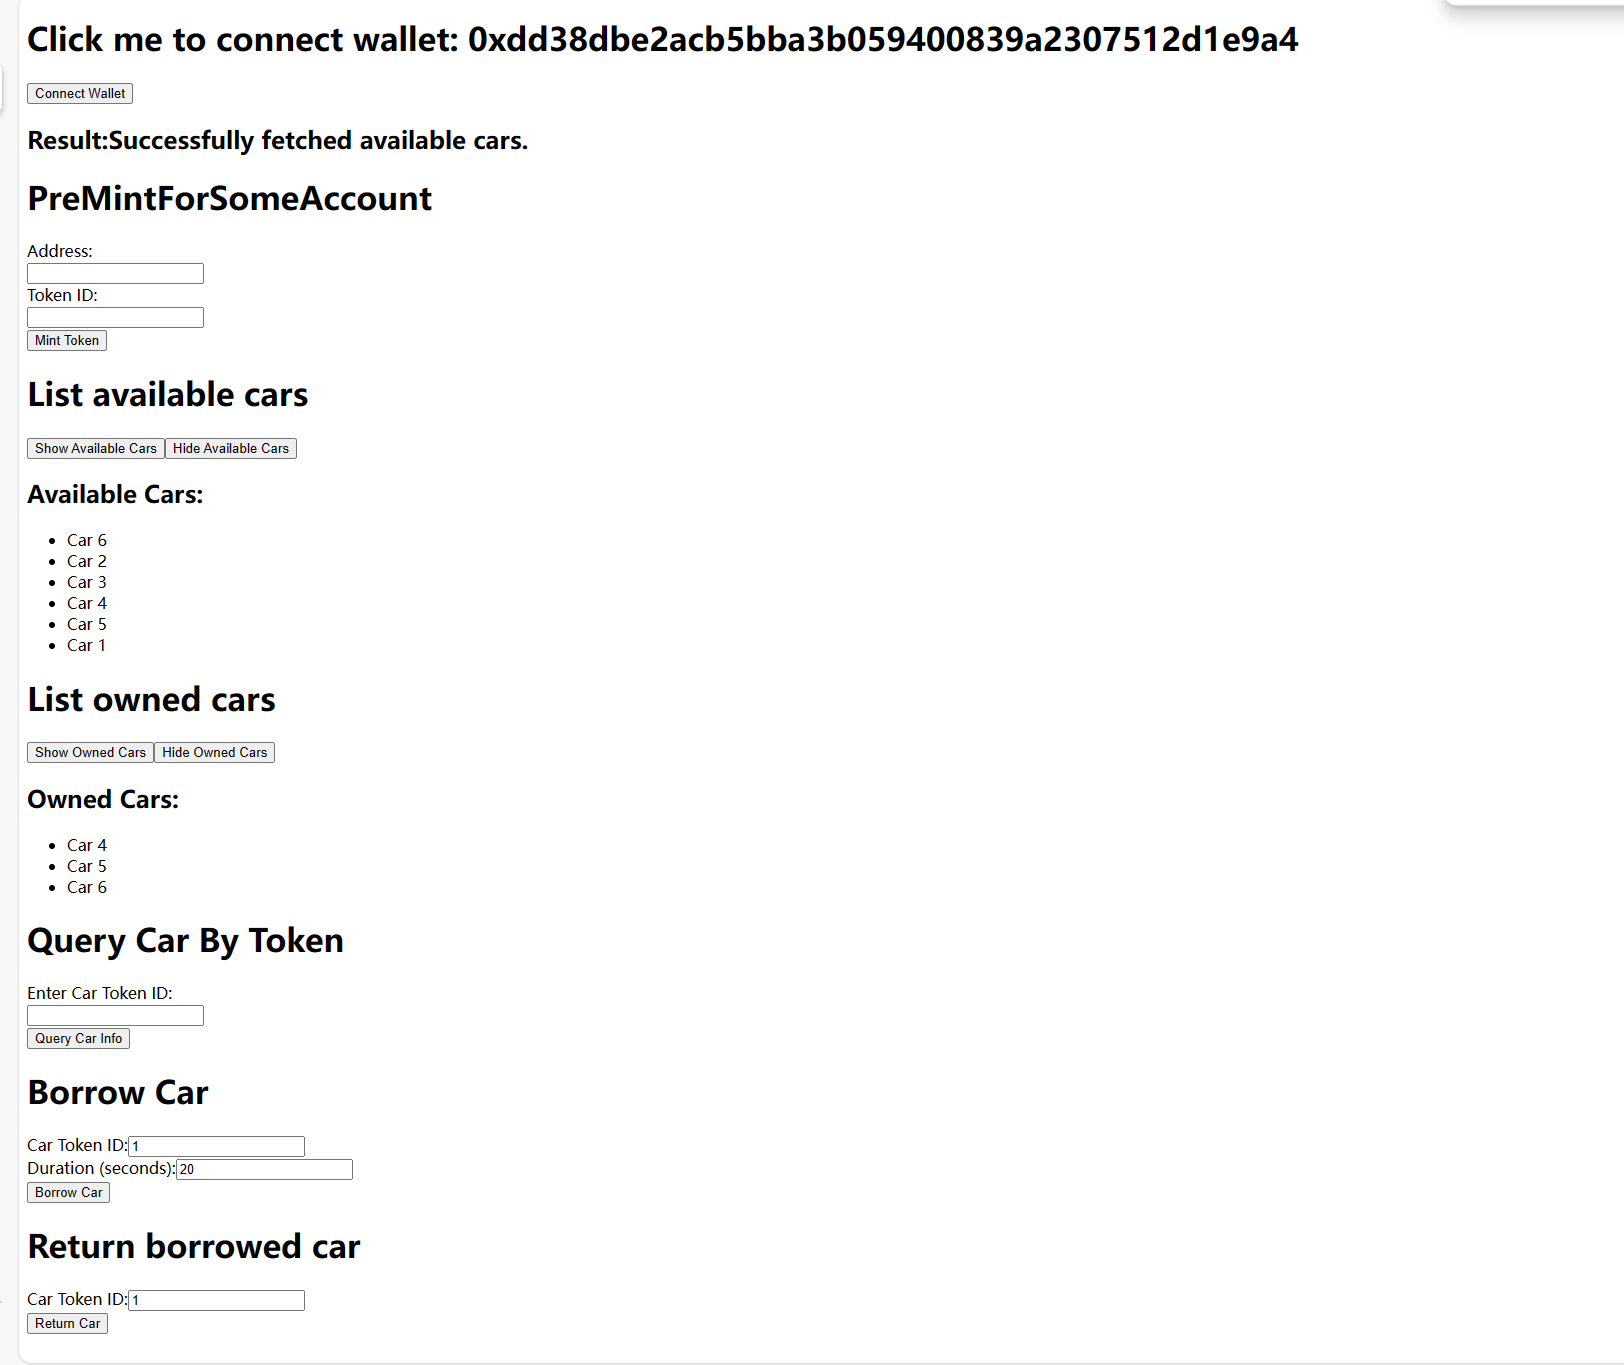 Click me to connect wallet: 0xdd38dbe2acb5bba3b059400839a2307512d1e9a4
Connect Wallet
Result:Successfully fetched available cars.
PreMintForSomeAccount
Address:
Token ID:
Mint Token
List available cars
Show Available Cars Hide Available Cars
Available Cars:
• Car 6
• Car 2
• Car 3
• Car 4
• Car 5
• Car 1
List owned cars
Show Owned Cars Hide Owned Cars
Owned Cars:
• Car 4
• Car 5
• Car 6
Query Car By Token
Enter Car Token ID:
Query Car Info
Borrow Car
Car Token ID: 1
Duration (seconds): 20
Borrow Car
Return borrowed car
Car Token ID: 1
Return Car